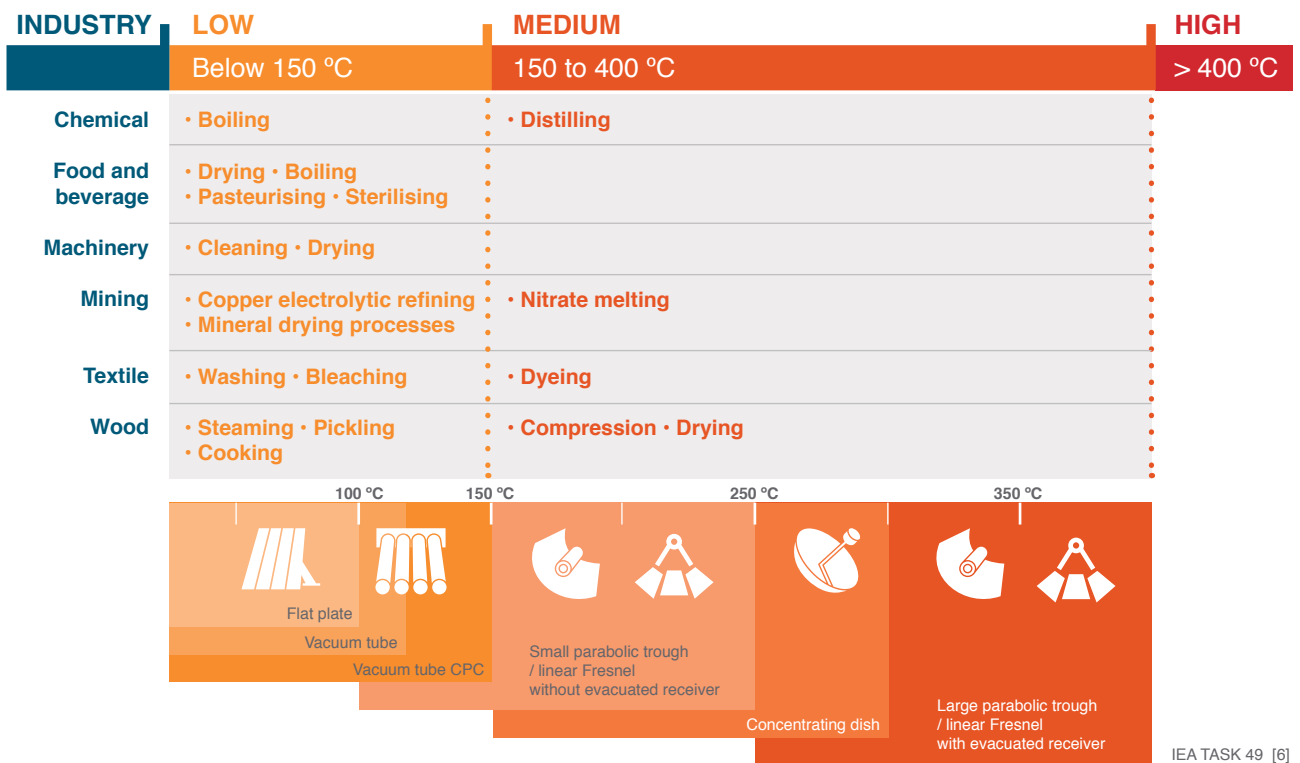 INDUSTRY
LOW
MEDIUM
HIGH
Below 150 ºC
150 to 400 ºC
> 400 ºC
Chemical
• Boiling
• Distilling
Food and
beverage
• Drying • Boiling
• Pasteurising • Sterilising
Machinery
• Cleaning • Drying
Mining
• Copper electrolytic refining
• Mineral drying processes
• Nitrate melting
Textile
• Washing • Bleaching
• Dyeing
Wood
• Steaming • Pickling
• Cooking
• Compression • Drying
100 ºC
150 ºC
250 ºC
350 ºC
Flat plate
Vacuum tube
Vacuum tube CPC
Small parabolic trough
/ linear Fresnel
without evacuated receiver
Concentrating dish
Large parabolic trough
/ linear Fresnel
with evacuated receiver
IEA TASK 49 [6]